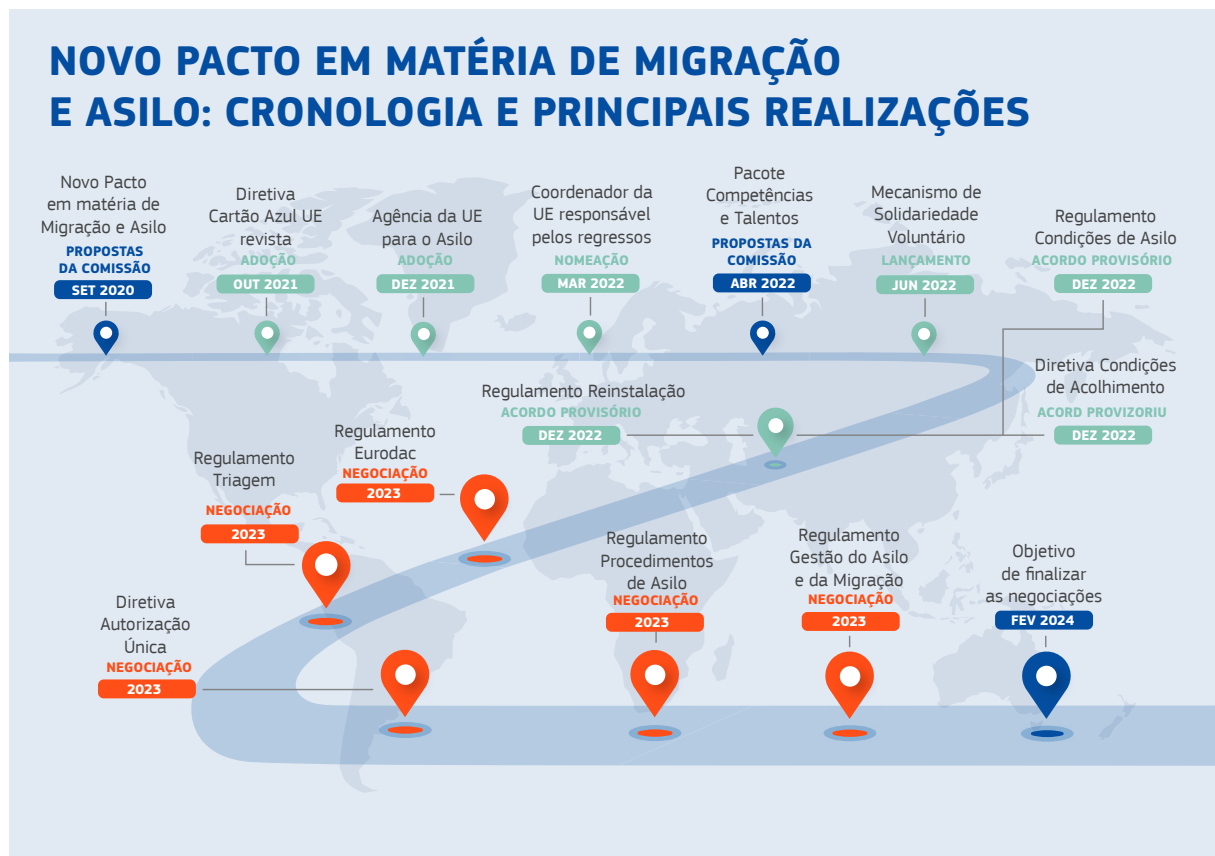 NOVO PACTO EM MATÉRIA DE MIGRAÇÃO
E ASILO: CRONOLOGIA E PRINCIPAIS REALIZAÇÕES
Novo Pacto
em matéria de
Migração e Asilo
PROPOSTAS
DA COMISSÃO
SET 2020
Diretiva
Cartão Azul UE
revista
ADOÇÃO
OUT 2021
Agência da UE
para o Asilo
ADOÇÃO
DEZ 2021
Coordenador da
UE responsável
pelos regressos
NOMEAÇÃO
MAR 2022
Pacote
Competências
e Talentos
PROPOSTAS DA
COMISSÃO
ABR 2022
Mecanismo de
Solidariedade
Voluntário
LANÇAMENTO
JUN 2022
Regulamento
Condições de Asilo
ACORDO PROVISÓRIO
DEZ 2022
Diretiva Condições
de Acolhimento
ACORD PROVIZORIU
DEZ 2022
Regulamento Reinstalação
ACORDO PROVISÓRIO
DEZ 2022
Regulamento
Eurodac
NEGOCIAÇÃO
2023
Regulamento
Triagem
NEGOCIAÇÃO
2023
Diretiva
Autorização
Única
NEGOCIAÇÃO
2023
Regulamento
Procedimentos
de Asilo
NEGOCIAÇÃO
2023
Regulamento
Gestão do Asilo
e da Migração
NEGOCIAÇÃO
2023
Objetivo
de finalizar
as negociações
FEV 2024